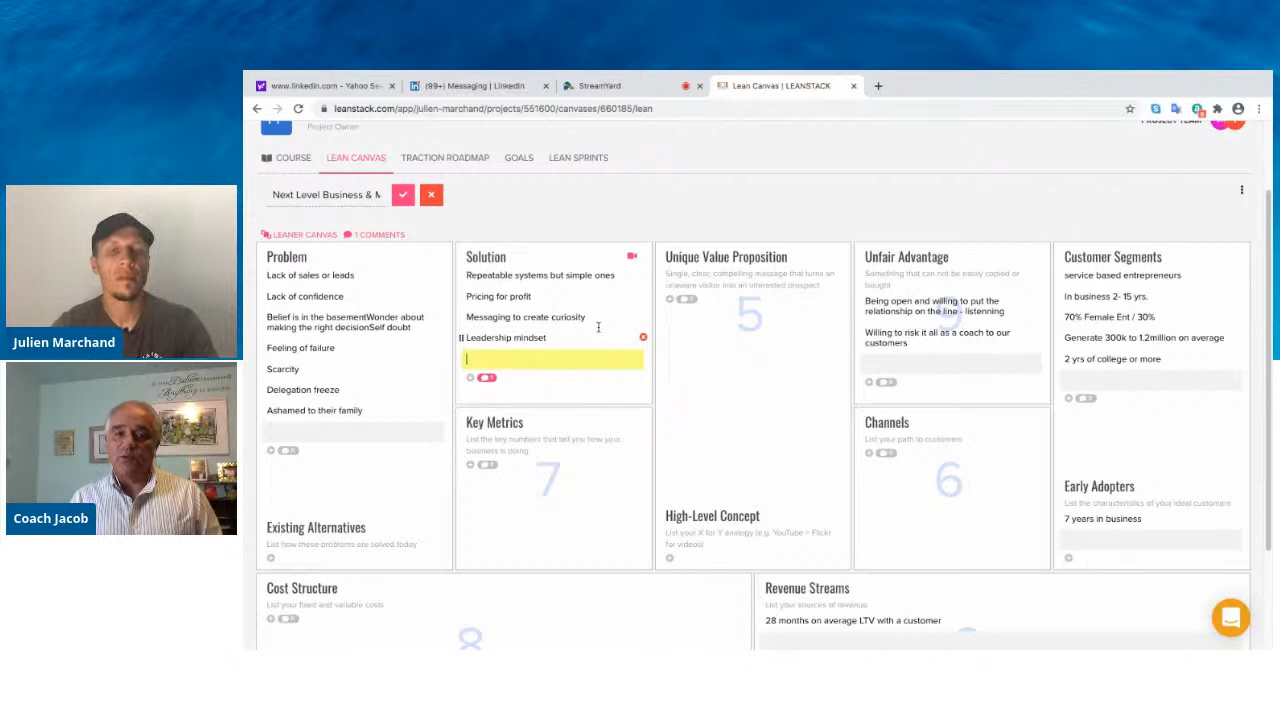 www.linkedin.com - Yahoo Se
(99+) Messaging | LinkedIn
StreamYard
Lean Canvas | LEANSTACK
leanstack.com/app/julien-marchand/projects/551600/canvases/660185/lean
Project Owner
PROJECT TEAM
COURSE
LEAN CANVAS
TRACTION ROADMAP
GOALS
LEAN SPRINTS
Next Level Business & M
LEANER CANVAS
1 COMMENTS
Problem
Lack of sales or leads
Lack of confidence
Belief is in the basementWonder about
making the right decisionSelf doubt
Feeling of failure
Scarcity
Delegation freeze
Ashamed to their family
Existing Alternatives
List how these problems are solved today
Solution
Repeatable systems but simple ones
Pricing for profit
Messaging to create curiosity
Leadership mindset
Key Metrics
List the key numbers that tell you how your
business is doing
7
Unique Value Proposition
Single, clear, compelling message that turns an
unaware visitor into an interested prospect
5
High-Level Concept
List your X for Y analogy (e.g. YouTube = Flickr
for videos)
Unfair Advantage
Something that can not be easily copied or
bought
9
Being open and willing to put the
relationship on the line - listenning
Willing to risk it all as a coach to our
customers
Channels
List your path to customers
6
Customer Segments
service based entrepreneurs
In business 2- 15 yrs.
70% Female Ent / 30%
Generate 300k to 1.2million on average
2 yrs of college or more
Early Adopters
List the characteristics of your ideal customers
7 years in business
Cost Structure
List your fixed and variable costs
8
Revenue Streams
List your sources of revenue
28 months on average LTV with a customer
Julien Marchand
Coach Jacob